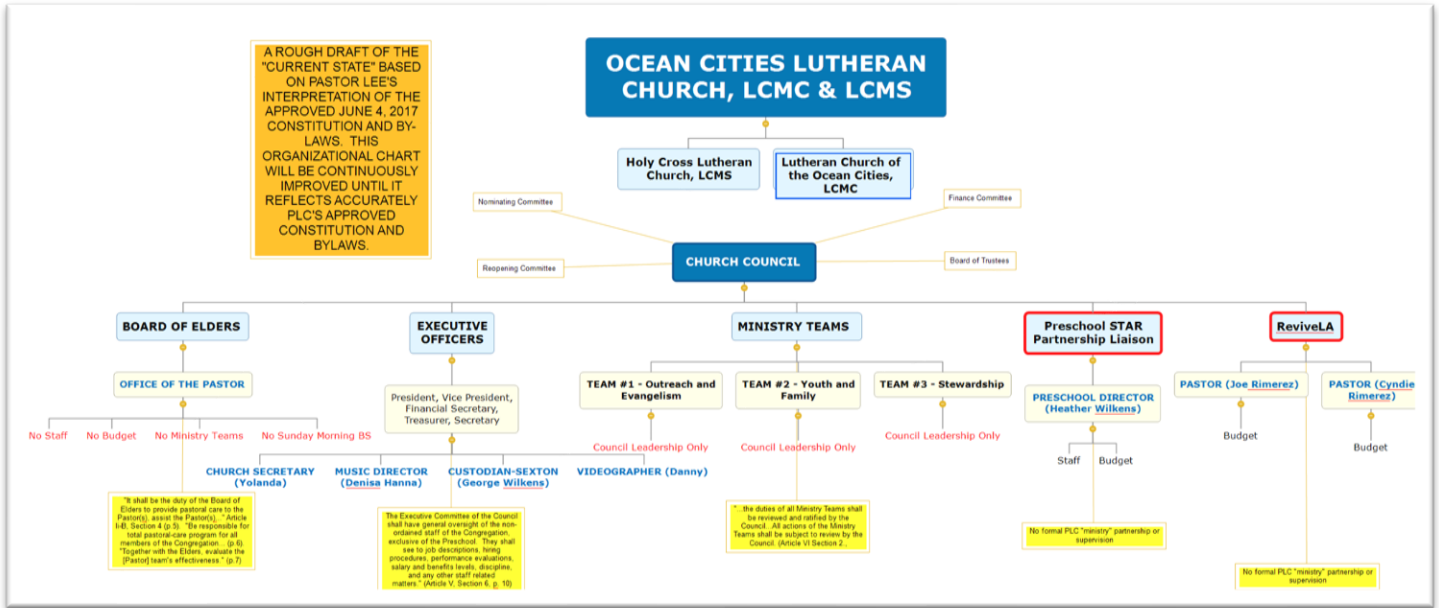 A ROUGH DRAFT OF THE
"CURRENT STATE" BASED
ON PASTOR LEE'S
INTERPRETATION OF THE
APPROVED JUNE 4, 2017
CONSTITUTION AND BY-
LAWS. THIS
ORGANIZATIONAL CHART
WILL BE CONTINUOUSLY
IMPROVED UNTIL IT
REFLECTS ACCURATELY
PLC'S APPROVED
CONSTITUTION AND
BYLAWS.
OCEAN CITIES LUTHERAN
CHURCH, LCMC & LCMS
Holy Cross Lutheran
Church, LCMS
Lutheran Church of
the Ocean Cities,
LCMC
Nominating Committee
Finance Committee
Reopening Committee
Board of Trustees
CHURCH COUNCIL
BOARD OF ELDERS
OFFICE OF THE PASTOR
No Staff
No Budget
No Ministry Teams
No Sunday Morning BS
"It shall be the duty of the Board of
Elders to provide pastoral care to the
Pastor(s), assist the Pastor(s)..." Article
II-B, Section 4 (p.5). "Be responsible for
total pastoral-care program for all
members of the Congregation... (p.6).
"Together with the Elders, evaluate the
[Pastor] team's effectiveness." (p.7)
EXECUTIVE
OFFICERS
President, Vice President,
Financial Secretary,
Treasurer, Secretary
CHURCH SECRETARY
(Yolanda)
MUSIC DIRECTOR
(Denisa Hanna)
CUSTODIAN-SEXTON
(George Wilkens)
VIDEOGRAPHER (Danny)
The Executive Committee of the Council
shall have general oversight of the non-
ordained staff of the Congregation,
exclusive of the Preschool. They shall
see to job descriptions, hiring
procedures, performance evaluations,
salary and benefits levels, discipline,
and any other staff related
matters." (Article V, Section 6, p. 10)
MINISTRY TEAMS
TEAM #1 - Outreach and
Evangelism
Council Leadership Only
TEAM #2 - Youth and
Family
Council Leadership Only
TEAM #3 - Stewardship
Council Leadership Only
"...the duties of all Ministry Teams shall
be reviewed and ratified by the
Council...All actions of the Ministry
Teams shall be subject to review by the
Council. (Article VI Section 2.,
Preschool STAR
Partnership Liaison
PRESCHOOL DIRECTOR
(Heather Wilkens)
Staff
Budget
No formal PLC "ministry" partnership or
supervision
ReviveLA
PASTOR (Joe Rimerez)
Budget
PASTOR (Cyndie
Rimerez)
Budget
No formal PLC "ministry" partnership or
supervision